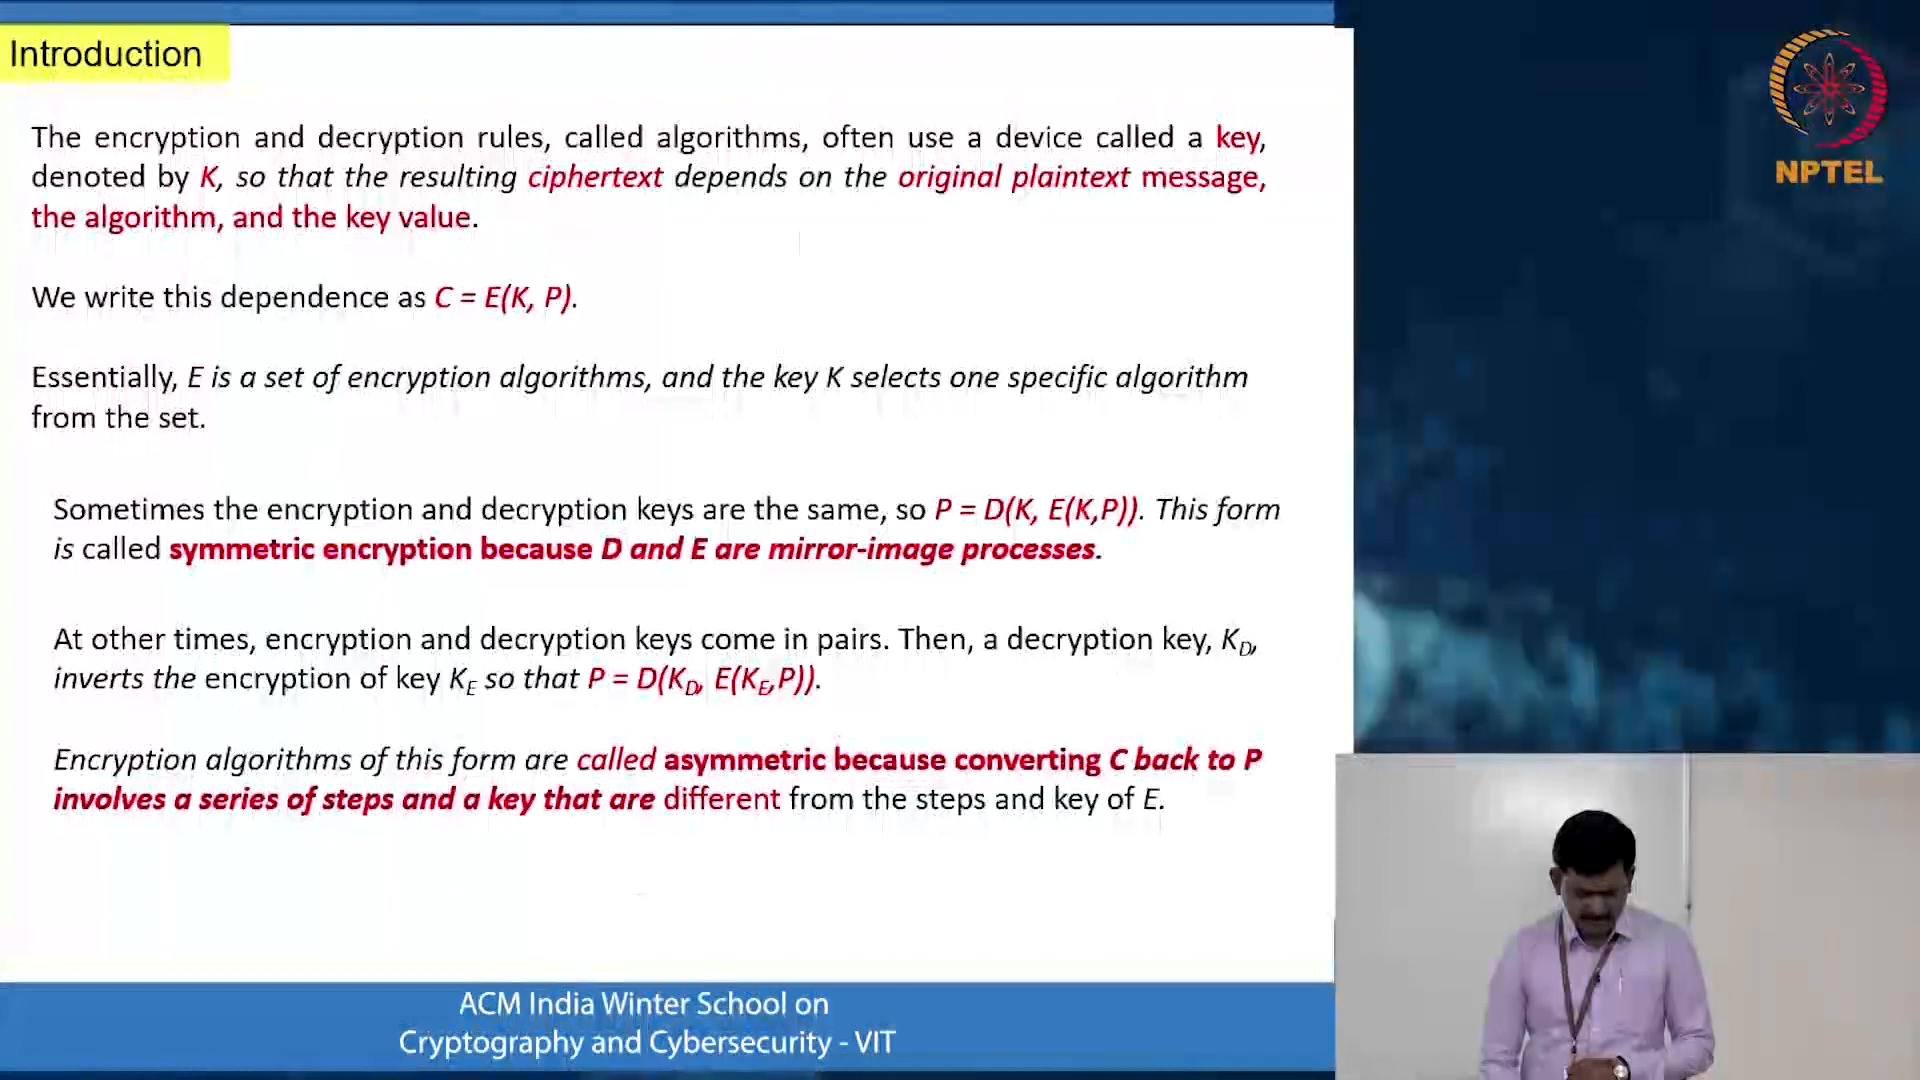 Introduction
The encryption and decryption rules, called algorithms, often use a device called a key,
denoted by K, so that the resulting ciphertext depends on the original plaintext message,
the algorithm, and the key value.
We write this dependence as C = E(K, P).
Essentially, E is a set of encryption algorithms, and the key K selects one specific algorithm
from the set.
Sometimes the encryption and decryption keys are the same, so P = D(K, E(K,P)). This form
is called symmetric encryption because D and E are mirror-image processes.
At other times, encryption and decryption keys come in pairs. Then, a decryption key, K_D,
inverts the encryption of key K_E so that P = D(K_D, E(K_E,P)).
Encryption algorithms of this form are called asymmetric because converting C back to P
involves a series of steps and a key that are different from the steps and key of E.
ACM India Winter School on
Cryptography and Cybersecurity - VIT
NPTEL